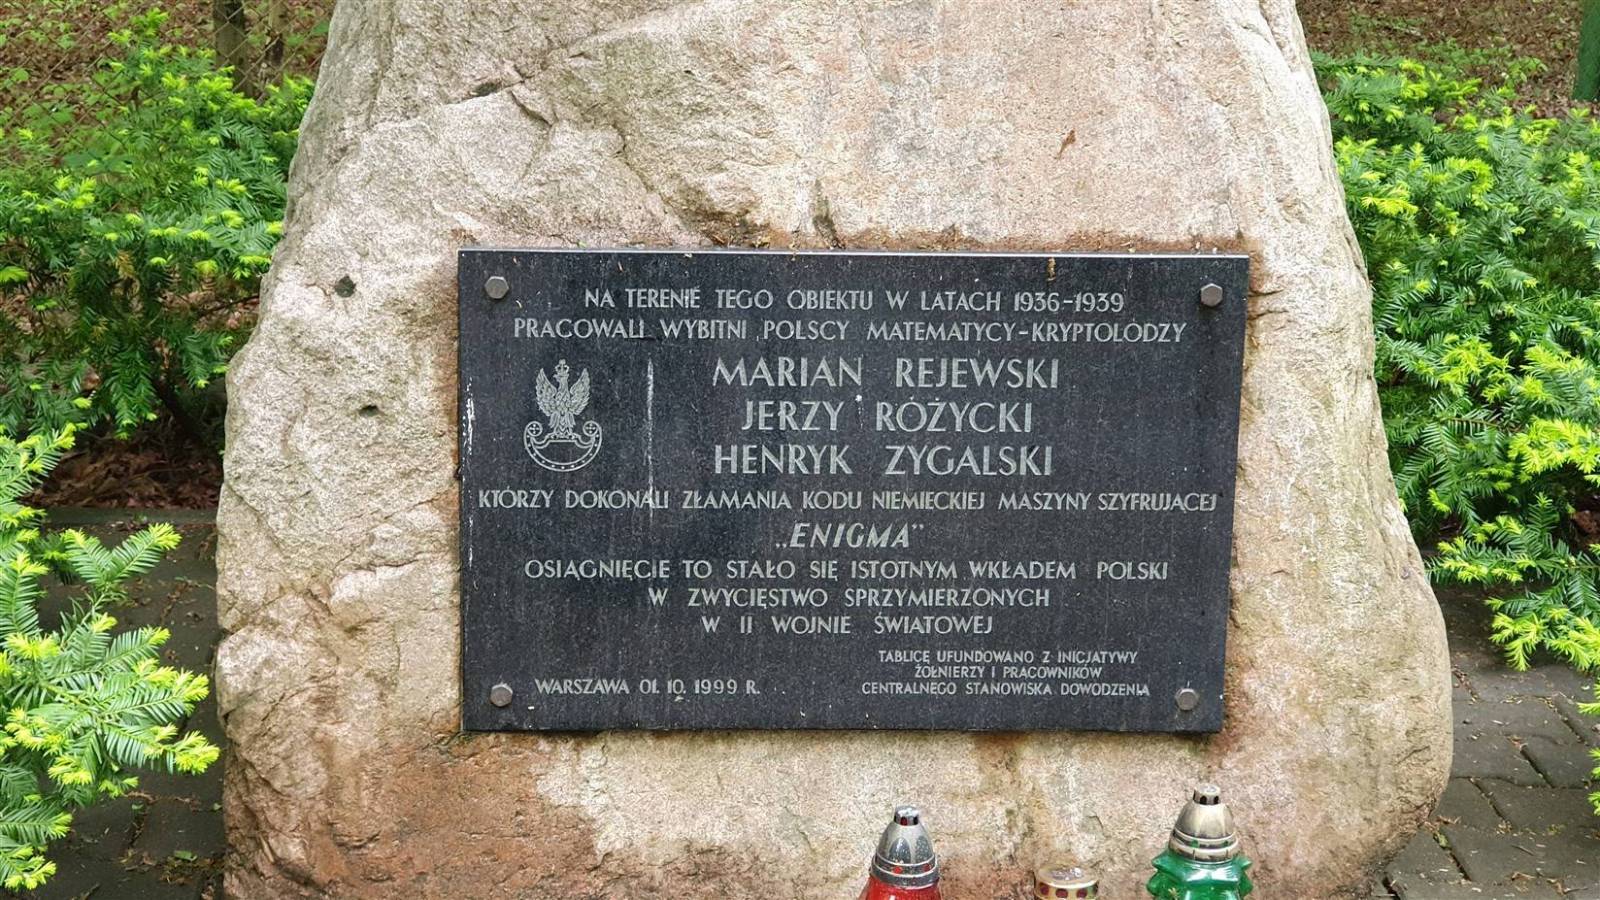 NA TERENIE TEGO OBIEKTU W LATACH 1936-1939
PRACOWALI WYBITNI POLSCY MATEMATYCY-KRYPTOLODZY
MARIAN REJEWSKI
JERZY RÓŻYCKI
HENRYK ZYGALSKI
KTÓRZY DOKONALI ZŁAMANIA KODU NIEMIECKIEJ MASZYNY SZYFRUJĄCEJ
„ENIGMA"
OSIĄGNIĘCIE TO STAŁO SIĘ ISTOTNYM WKŁADEM POLSKI
W ZWYCIĘSTWO SPRZYMIERZONYCH
W II WOJNIE ŚWIATOWEJ
TABLICĘ UFUNDOWANO Z INICJATYWY
ŻOŁNIERZY I PRACOWNIKÓW
CENTRALNEGO STANOWISKA DOWODZENIA
WARSZAWA 01.10.1999 R.